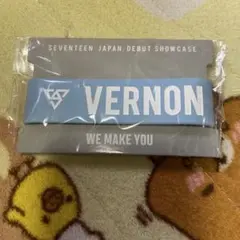 SEVENTEEN JAPAN DEBUT SHOWCASE
VERNON
WE MAKE YOU